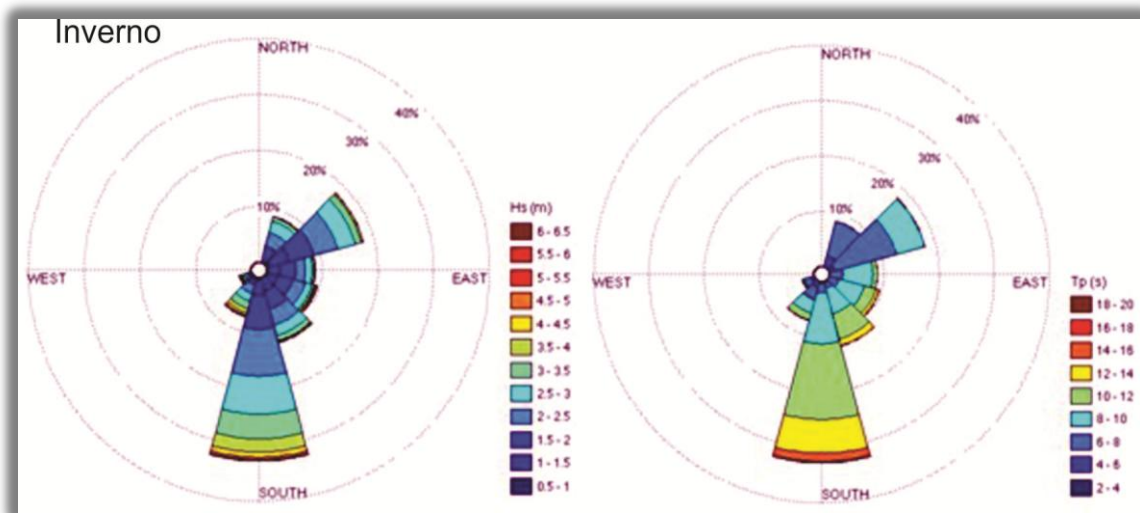 Inverno
NORTH
40%
30%
20%
10%
WEST
EAST
SOUTH
Hs (m)
6 - 6.5
5.5 - 6
5 - 5.5
4.5 - 5
4 - 4.5
3.5 - 4
3 - 3.5
2.5 - 3
2 - 2.5
1.5 - 2
1 - 1.5
0.5 - 1
NORTH
40%
30%
20%
10%
WEST
EAST
SOUTH
Tp (s)
18 - 20
16 - 18
14 - 16
12 - 14
10 - 12
8 - 10
6 - 8
4 - 6
2 - 4